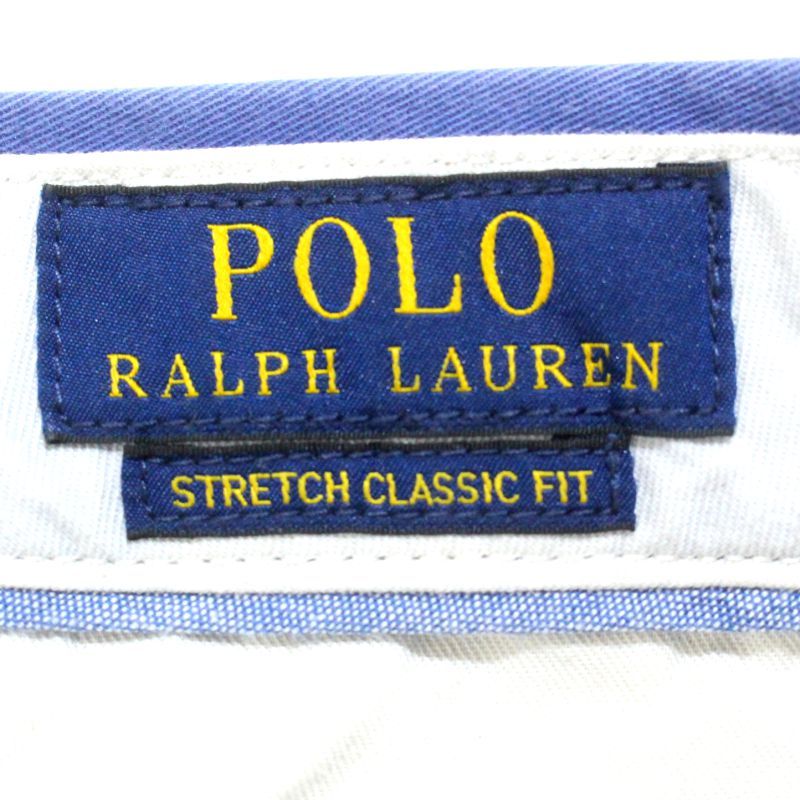 POLO
RALPH LAUREN
STRETCH CLASSIC FIT